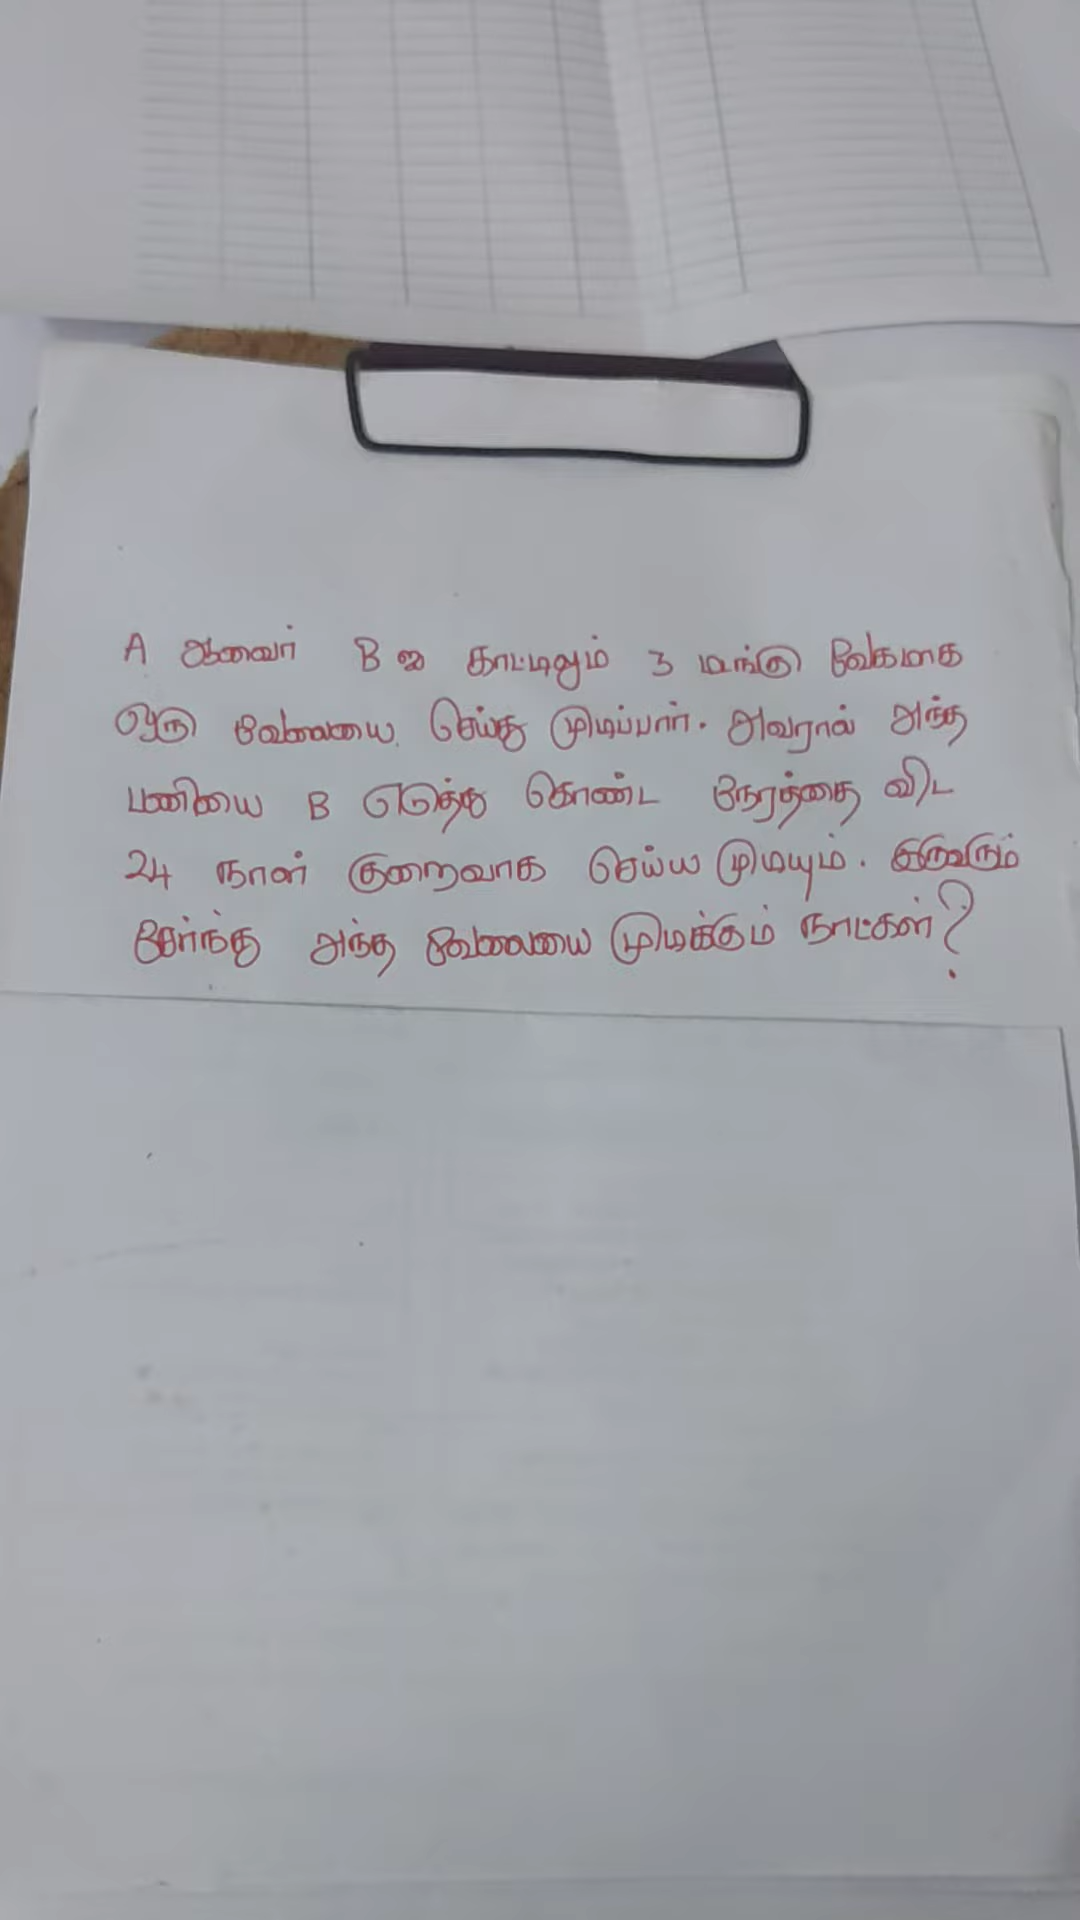 A ஆனவர் B ஐ காட்டிலும் 3 மடங்கு வேகமாக
ஒரு வேலையை செய்து முடிப்பார். அவரால் அந்த
பணியை B எடுத்து கொண்ட நேரத்தை விட
24 நாள் குறைவாக செய்ய முடியும். இருவரும்
சேர்ந்து அந்த வேலையை முடிக்கும் நாட்கள்?